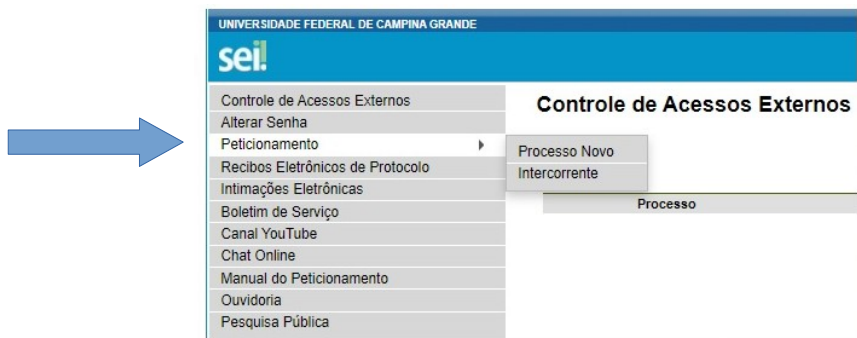 UNIVERSIDADE FEDERAL DE CAMPINA GRANDE
sei!
Controle de Acessos Externos
Alterar Senha
Peticionamento
Recibos Eletrônicos de Protocolo
Intimações Eletrônicas
Boletim de Serviço
Canal YouTube
Chat Online
Manual do Peticionamento
Ouvidoria
Pesquisa Pública
Processo Novo
Intercorrente
Controle de Acessos Externos
Processo